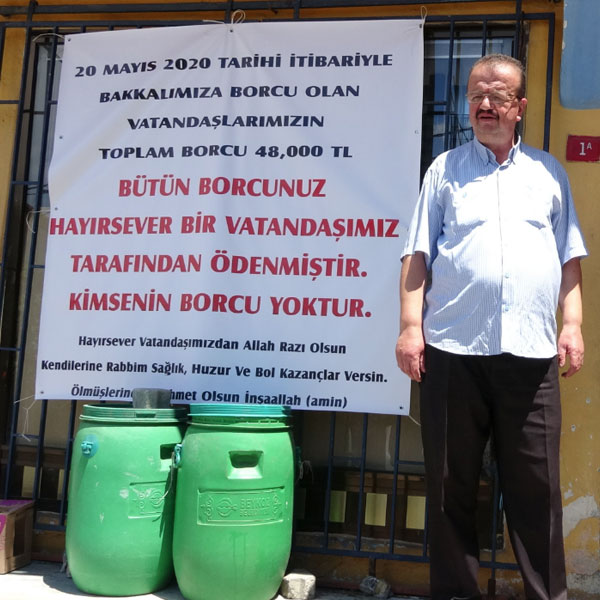 20 MAYIS 2020 TARİHİ İTİBARİYLE
BAKKALIMIZA BORCU OLAN
VATANDAŞLARIMIZIN
TOPLAM BORCU 48,000 TL
BÜTÜN BORCUNUZ
HAYIRSEVER BİR VATANDAŞIMIZ
TARAFINDAN ÖDENMİŞTİR.
KİMSENİN BORCU YOKTUR.
Hayırsever Vatandaşımızdan Allah Razı Olsun
Kendilerine Rabbim Sağlık, Huzur Ve Bol Kazançlar Versin.
Ölmüşlerine Olsun İnşaallah (amin)
1A